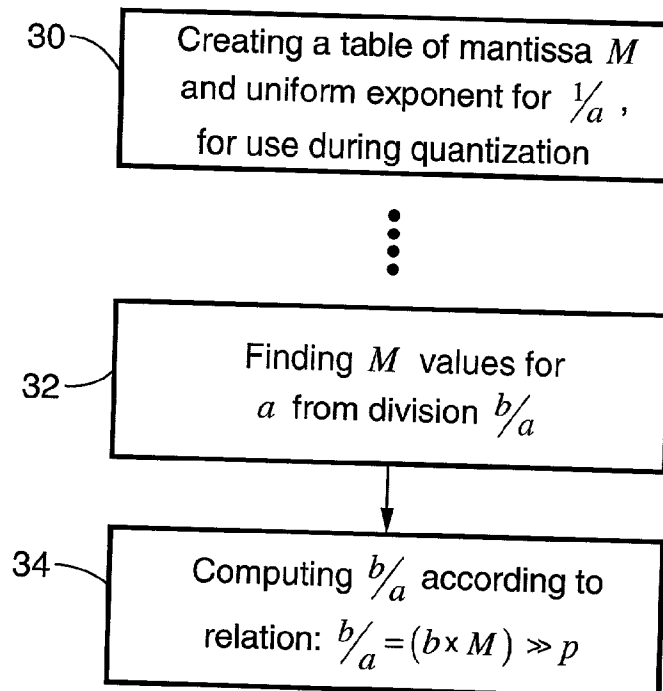 30
Creating a table of mantissa M
and uniform exponent for 1/a ,
for use during quantization
32
Finding M values for
a from division b/a
34
Computing b/a according to
relation: b/a = (b × M) ≫ p